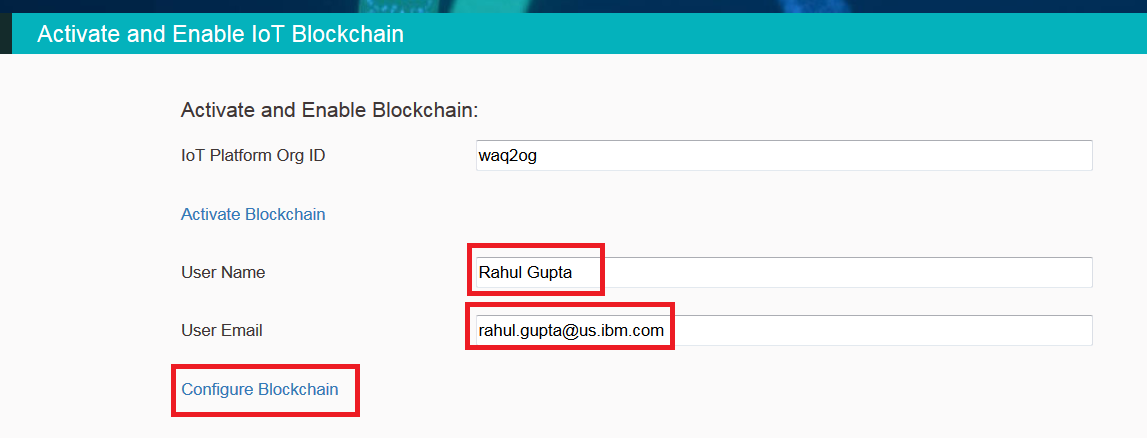 Activate and Enable IoT Blockchain
Activate and Enable Blockchain:
IoT Platform Org ID waq2og
Activate Blockchain
User Name Rahul Gupta
User Email rahul.gupta@us.ibm.com
Configure Blockchain